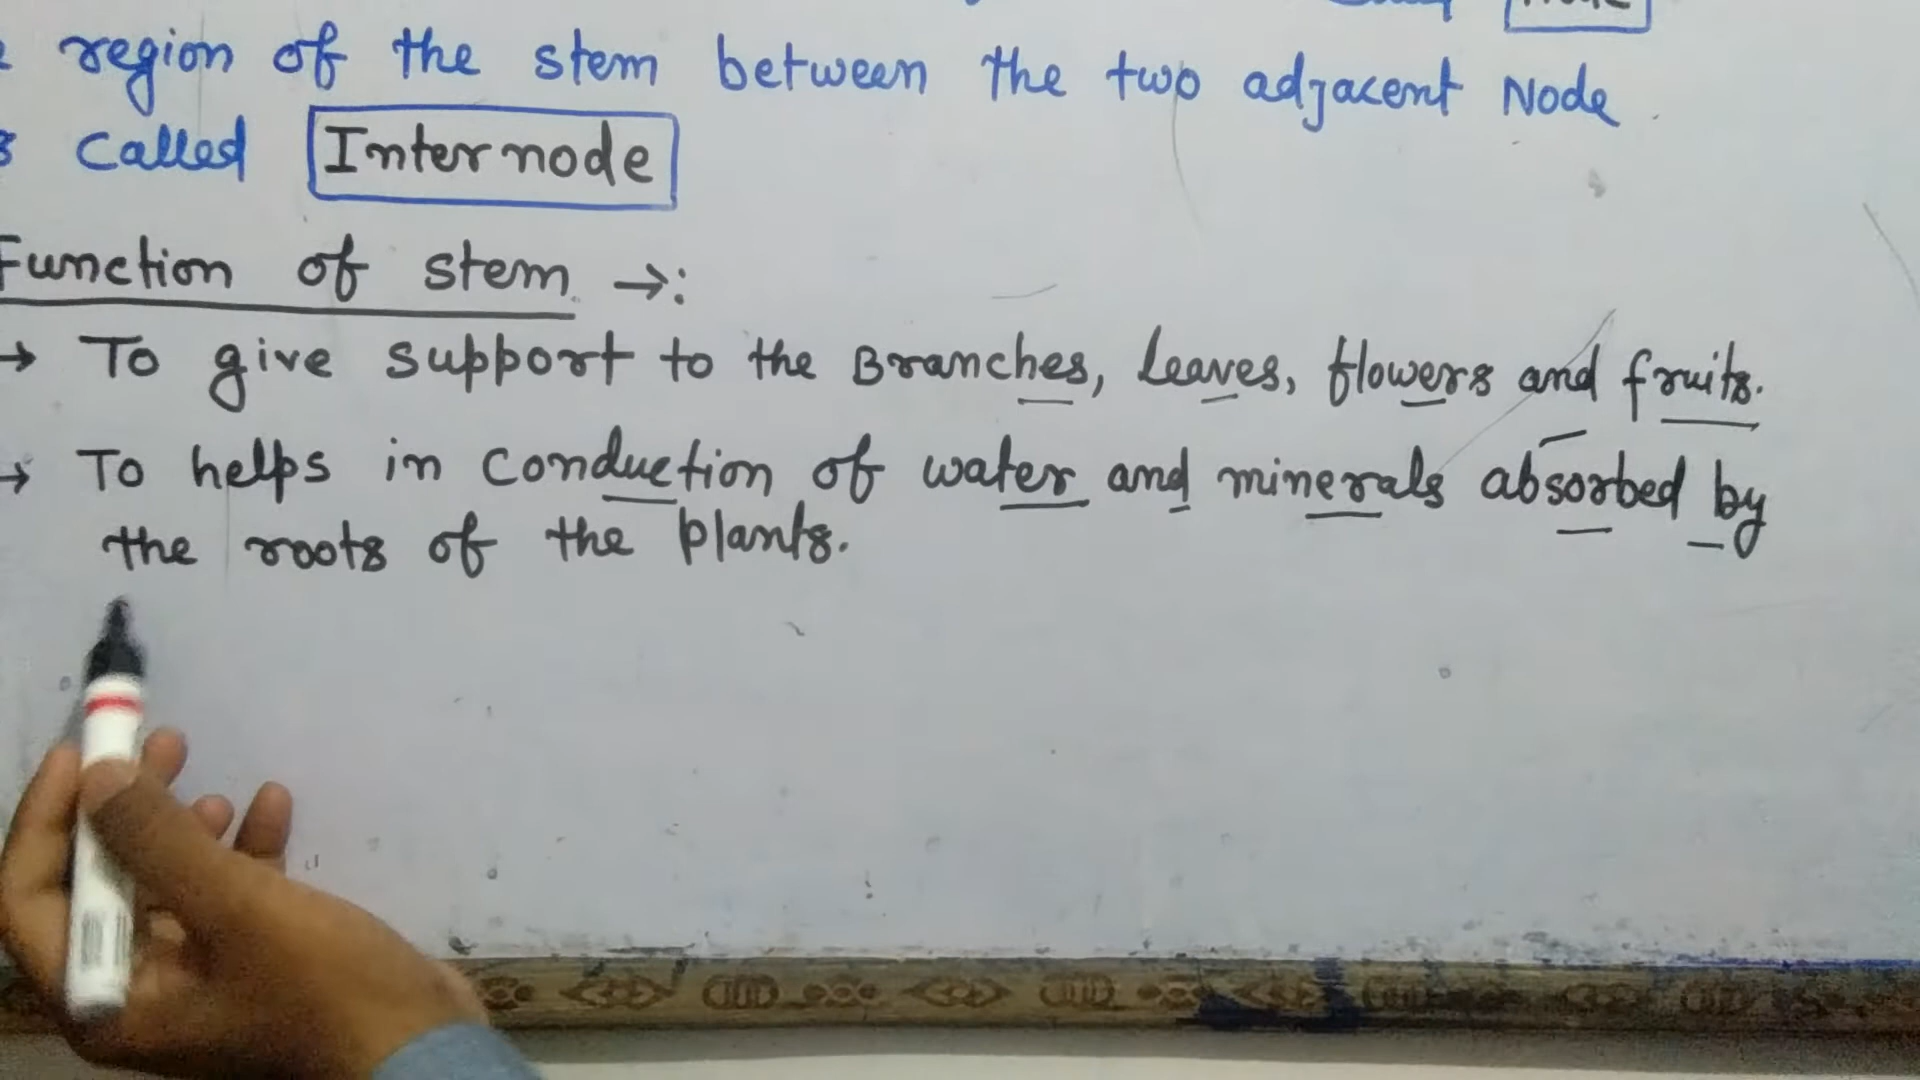 region of the stem between the two adjacent Node
called Internode
Function of stem →:
→ To give support to the Branches, leaves, flowers and fruits.
→ To helps in conduction of water and minerals absorbed by
the roots of the plants.